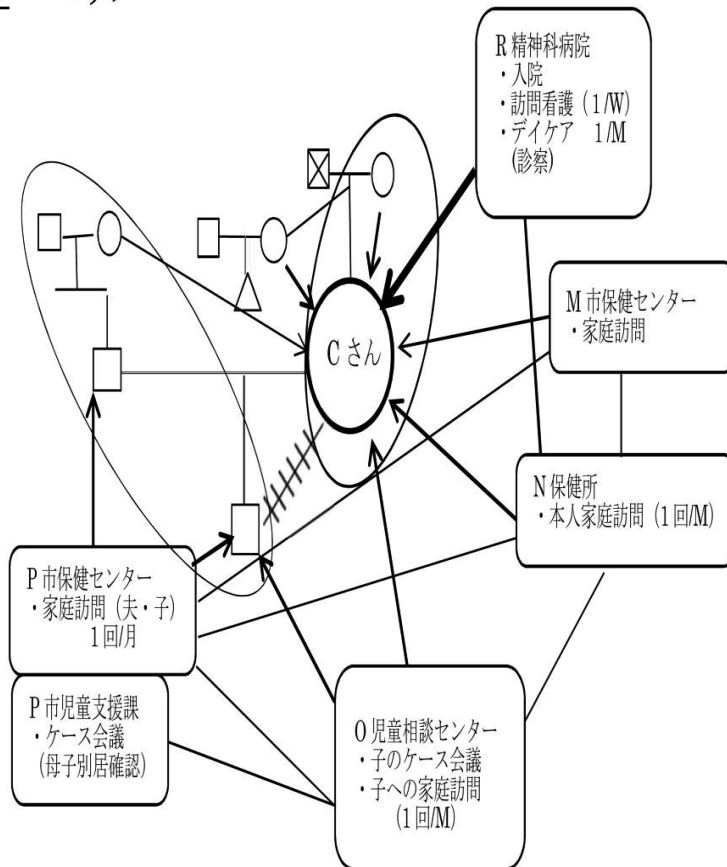 R 精神科病院
・入院
・訪問看護（1/W）
・デイケア　1/M
(診察)
M 市保健センター
・家庭訪問
C さん
N 保健所
・本人家庭訪問（1回/M）
P 市保健センター
・家庭訪問（夫・子）
1回/月
P 市児童支援課
・ケース会議
(母子別居確認)
O 児童相談センター
・子のケース会議
・子への家庭訪問
(1回/M)